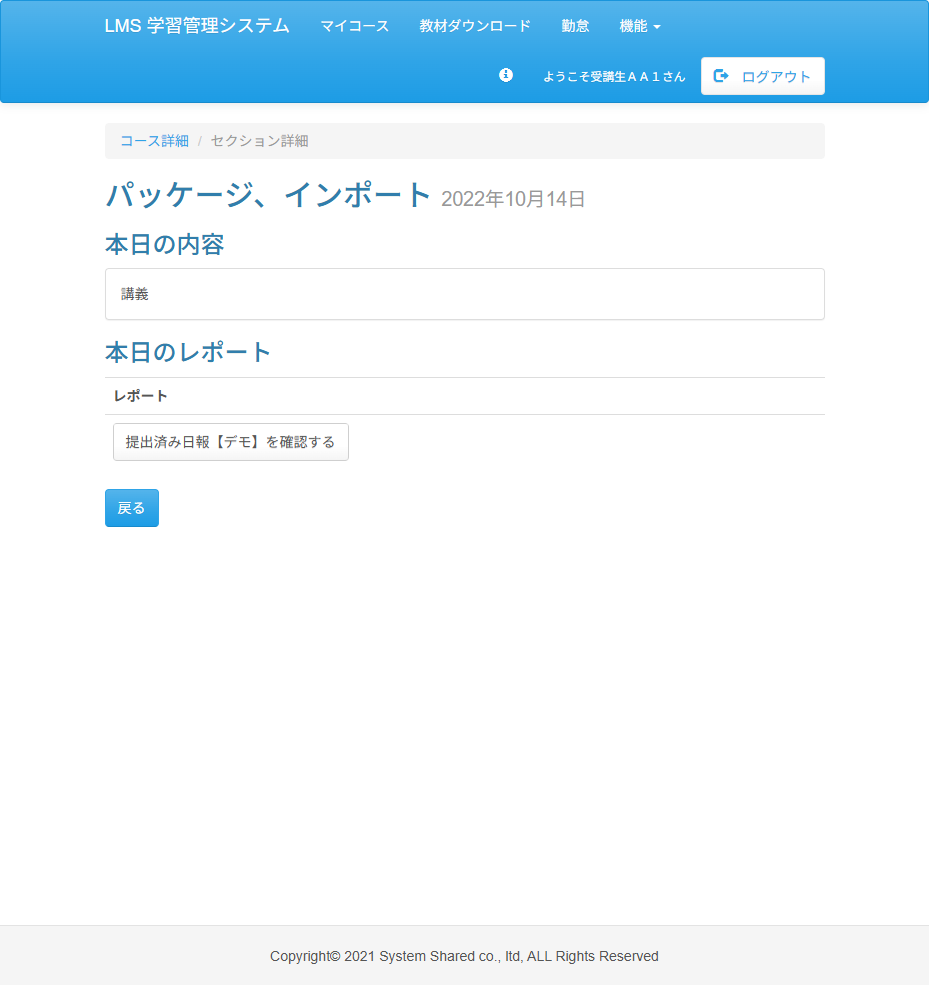 LMS 学習管理システム マイコース 教材ダウンロード 勤怠 機能
ようこそ受講生ＡＡ１さん ログアウト
コース詳細 / セクション詳細
パッケージ、インポート 2022年10月14日
本日の内容
講義
本日のレポート
レポート
提出済み日報【デモ】を確認する
戻る
Copyright© 2021 System Shared co., ltd, ALL Rights Reserved